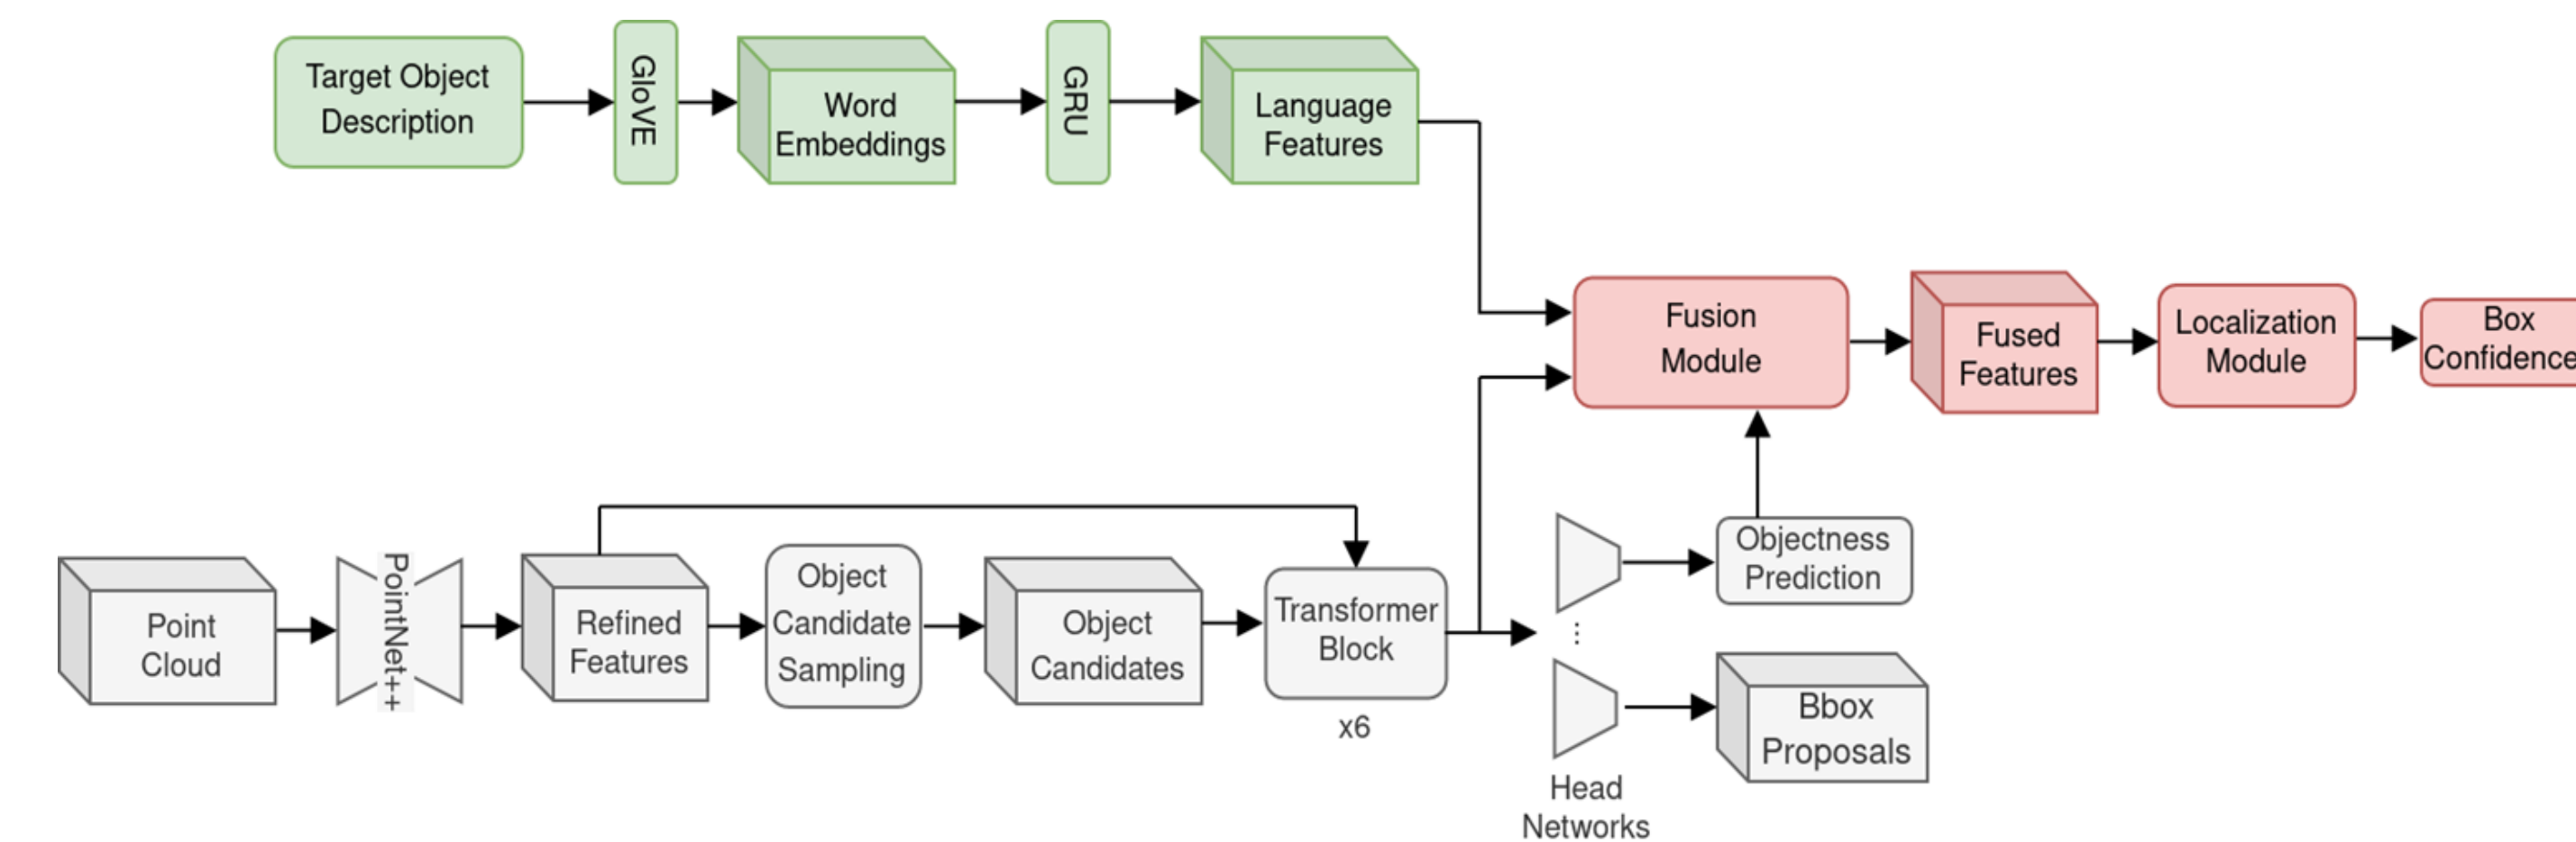 Target Object
Description
GloVE
Word
Embeddings
GRU
Language
Features
Fusion
Module
Fused
Features
Localization
Module
Box
Confidence
Point
Cloud
PointNet++
Refined
Features
Object
Candidate
Sampling
Object
Candidates
Transformer
Block
x6
Objectness
Prediction
...
Bbox
Proposals
Head
Networks